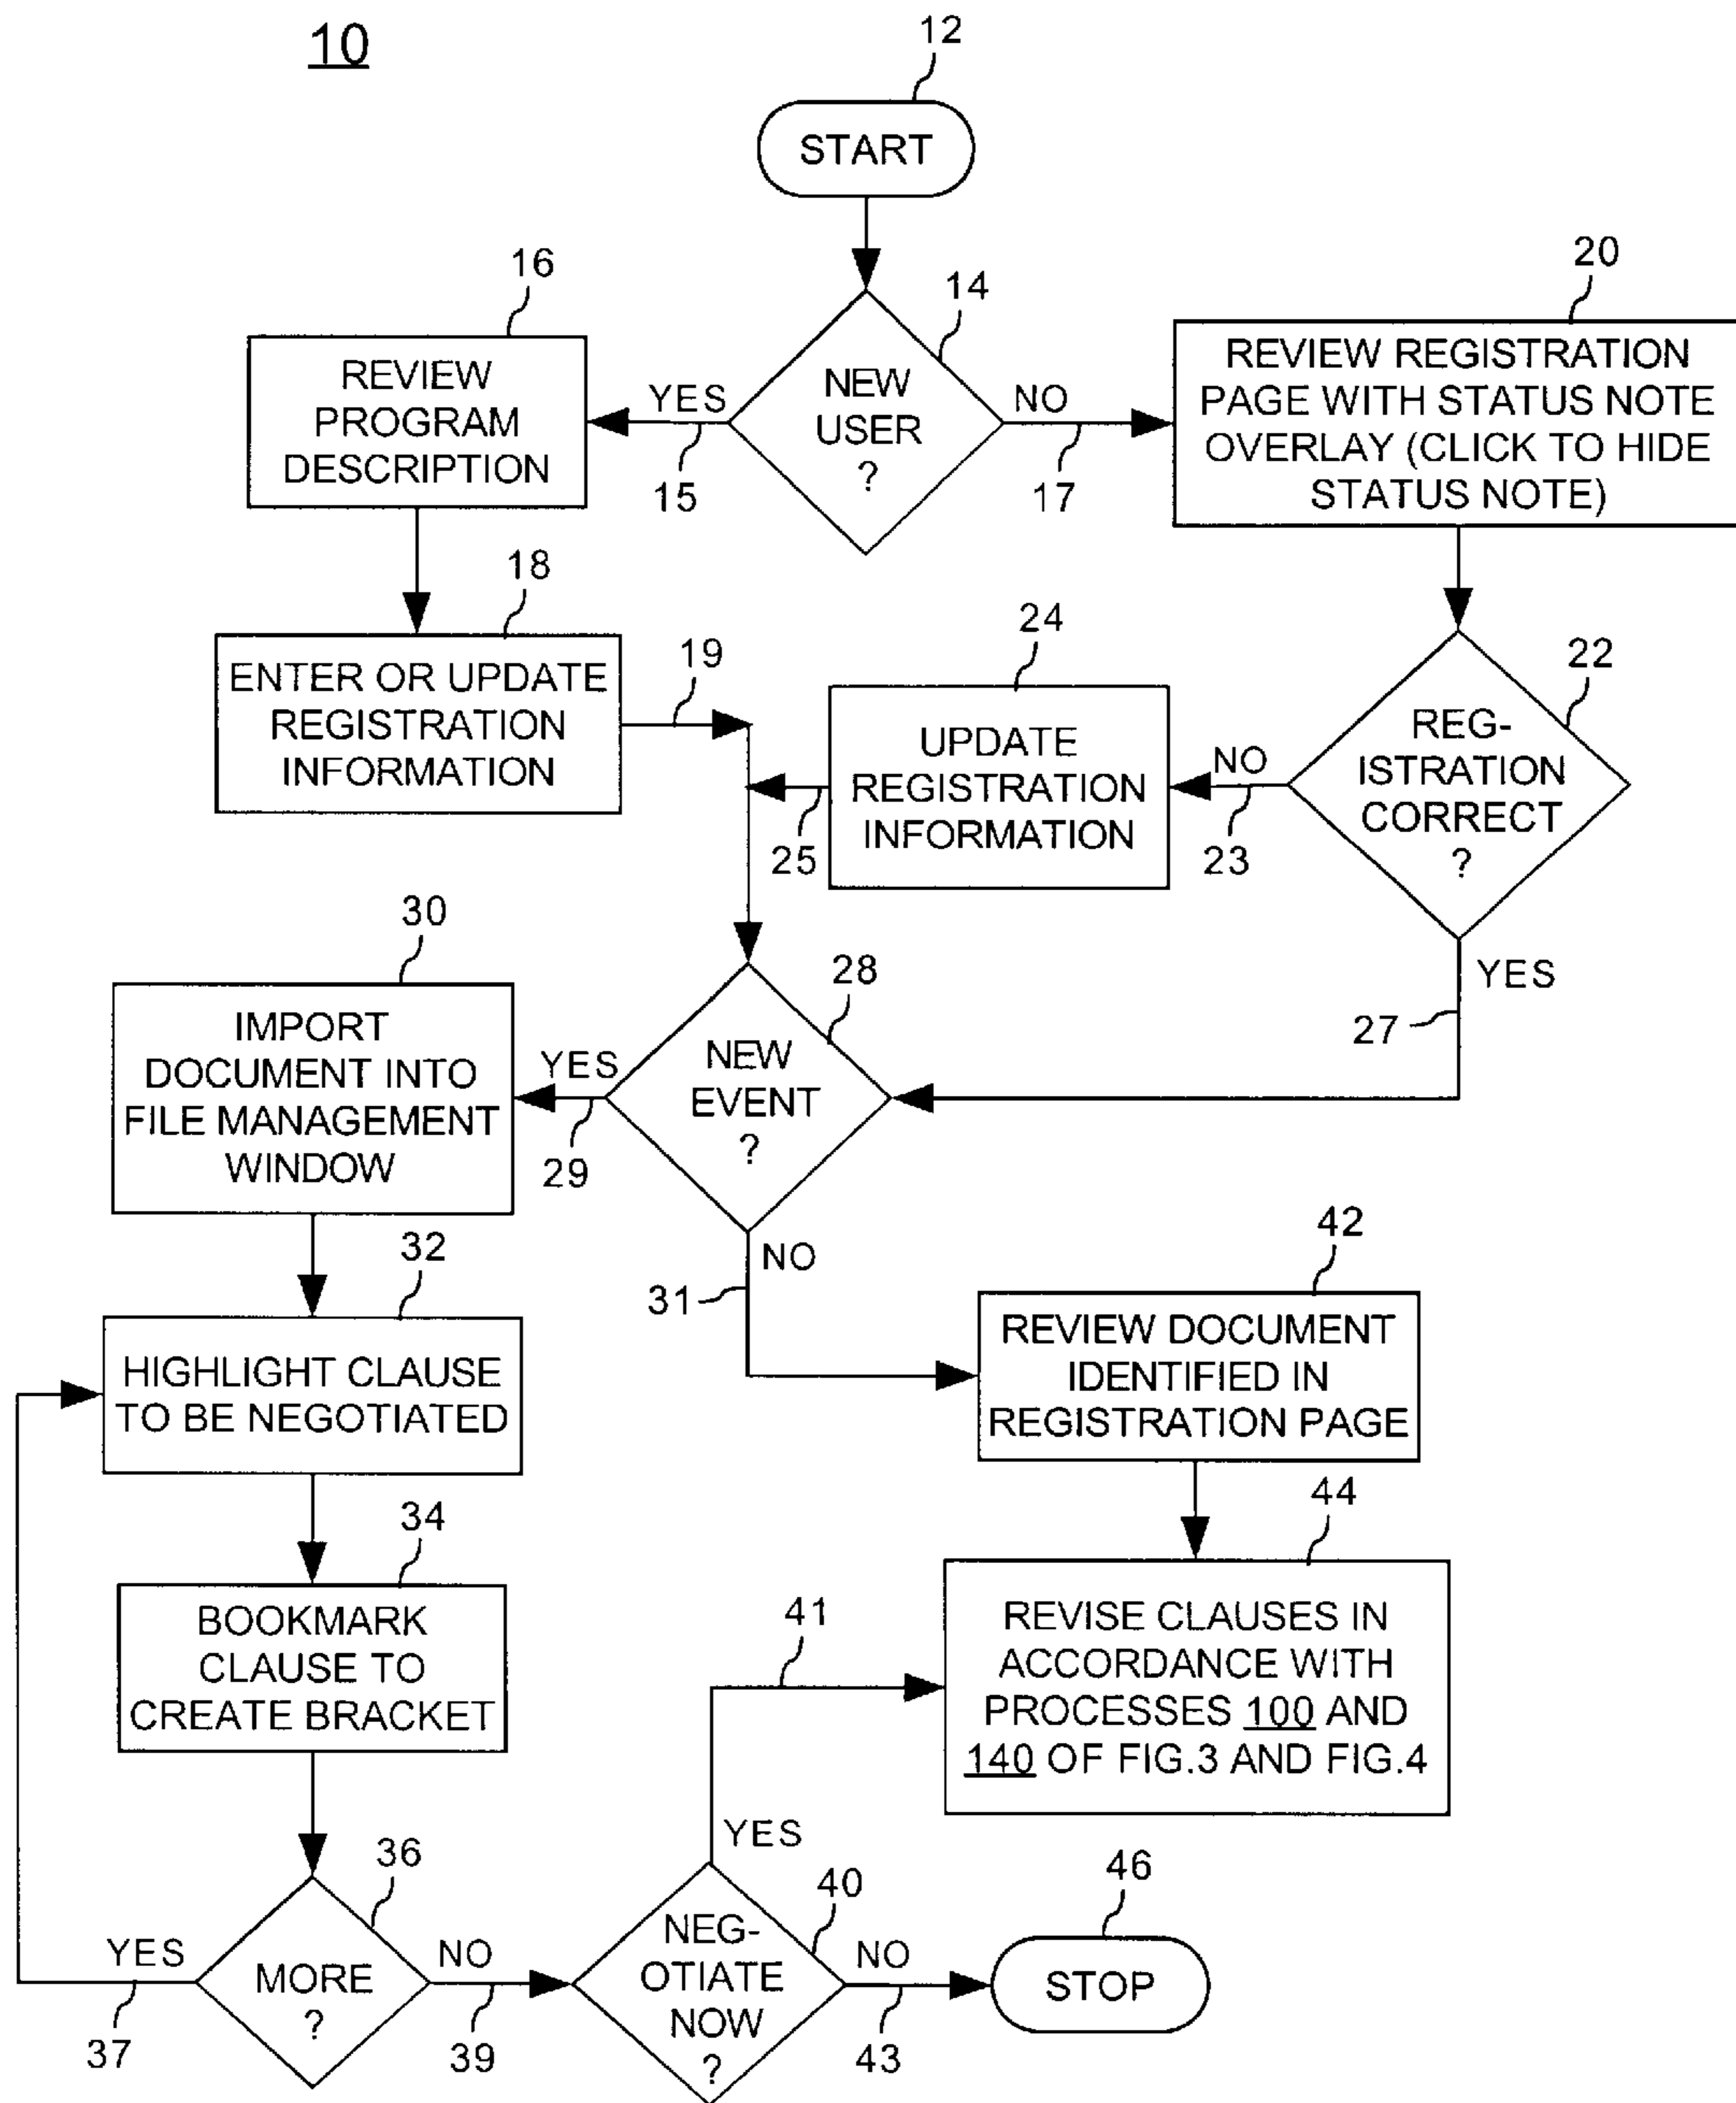 10
12
START
16
14
20
REVIEW
PROGRAM
DESCRIPTION
YES
15
NEW
USER
?
NO
17
REVIEW REGISTRATION
PAGE WITH STATUS NOTE
OVERLAY (CLICK TO HIDE
STATUS NOTE)
18
ENTER OR UPDATE
REGISTRATION
INFORMATION
19
24
UPDATE
REGISTRATION
INFORMATION
25
NO
23
22
REG-
ISTRATION
CORRECT
?
YES
27
30
IMPORT
DOCUMENT INTO
FILE MANAGEMENT
WINDOW
YES
29
28
NEW
EVENT
?
NO
31
32
HIGHLIGHT CLAUSE
TO BE NEGOTIATED
42
REVIEW DOCUMENT
IDENTIFIED IN
REGISTRATION PAGE
34
BOOKMARK
CLAUSE TO
CREATE BRACKET
41
44
REVISE CLAUSES IN
ACCORDANCE WITH
PROCESSES 100 AND
140 OF FIG.3 AND FIG.4
YES
37
36
MORE
?
NO
39
YES
40
NEG-
OTIATE
NOW
?
NO
43
46
STOP